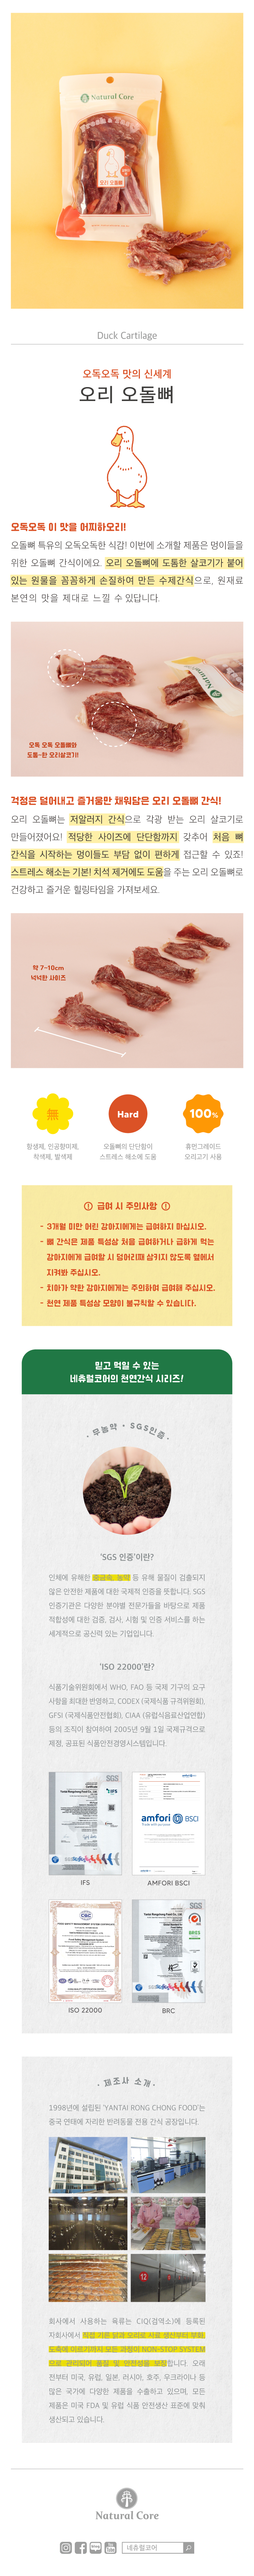 Natural Core
Fresh & Tasty
오리 오돌뼈
Duck Cartilage
오독오독 맛의 신세계
오리 오돌뼈
오독오독 이 맛을 어찌하오리!
오돌뼈 특유의 오독오독한 식감! 이번에 소개할 제품은 멍이들을
위한 오돌뼈 간식이에요. 오리 오돌뼈에 도톰한 살코기가 붙어
있는 원물을 꼼꼼하게 손질하여 만든 수제간식으로, 원재료
본연의 맛을 제대로 느낄 수 있답니다.
Natural
오독 오독 오돌뼈와
도톰~한 오리살코기!
걱정은 덜어내고 즐거움만 채워담은 오리 오돌뼈 간식!
오리 오돌뼈는 저알러지 간식으로 각광 받는 오리 살코기로
만들어졌어요! 적당한 사이즈에 단단함까지 갖추어 처음 뼈
간식을 시작하는 멍이들도 부담 없이 편하게 접근할 수 있죠!
스트레스 해소는 기본! 치석 제거에도 도움을 주는 오리 오돌뼈로
건강하고 즐거운 힐링타임을 가져보세요.
약 7~10cm
넉넉한 사이즈
無
Hard
100%
항생제, 인공향미제,
착색제, 발색제
오돌뼈의 단단함이
스트레스 해소에 도움
휴먼그레이드
오리고기 사용
급여 시 주의사항
- 3개월 미만 어린 강아지에게는 급여하지 마십시오.
- 뼈 간식은 제품 특성상 처음 급여하거나 급하게 먹는
강아지에게 급여할 시 덩어리째 삼키지 않도록 옆에서
지켜봐 주십시오.
- 치아가 약한 강아지에게는 주의하여 급여해 주십시오.
- 천연 제품 특성상 모양이 불규칙할 수 있습니다.
믿고 먹일 수 있는
네츄럴코어의 천연간식 시리즈!
- 무농약 · SGS인증 -
‘SGS 인증’이란?
인체에 유해한 중금속, 농약 등 유해 물질이 검출되지
않은 안전한 제품에 대한 국제적 인증을 뜻합니다. SGS
인증기관은 다양한 분야별 전문가들을 바탕으로 제품
적합성에 대한 검증, 검사, 시험 및 인증 서비스를 하는
세계적으로 공신력 있는 기업입니다.
‘ISO 22000’란?
식품기술위원회에서 WHO, FAO 등 국제 기구의 요구
사항을 최대한 반영하고, CODEX (국제식품 규격위원회),
GFSI (국제식품안전협회), CIAA (유럽식음료산업연합)
등의 조직이 참여하여 2005년 9월 1일 국제규격으로
제정, 공표된 식품안전경영시스템입니다.
SGS
amfori BSCI
IFS
AMFORI BSCI
SGS
ISO 22000
BRC
- 제조사 소개 -
1998년에 설립된 ‘YANTAI RONG CHONG FOOD’는
중국 연태에 자리한 반려동물 전용 간식 공장입니다.
12
회사에서 사용하는 육류는 CIQ(검역소)에 등록된
자회사에서 직접 기른 닭과 오리로 사료 생산부터 부화,
도축에 이르기까지 모든 과정이 NON-STOP SYSTEM
으로 관리되어 품질 및 안전성을 보장합니다. 오래
전부터 미국, 유럽, 일본, 러시아, 호주, 우크라이나 등
많은 국가에 다양한 제품을 수출하고 있으며, 모든
제품은 미국 FDA 및 유럽 식품 안전생산 표준에 맞춰
생산되고 있습니다.
Natural Core
네츄럴코어